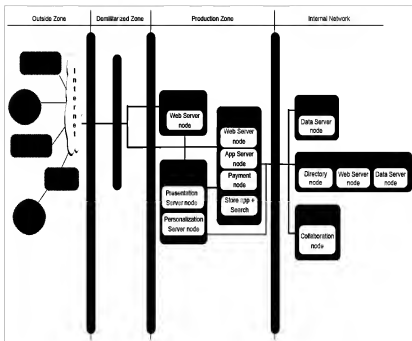 Outside Zone
Demilitarized Zone
Production Zone
Internal Network
Internet
Web Server
node
Web Server
node
App Server
node
Payment
node
Store app +
Search
Presentation
Server node
Personalization
Server node
Data Server
node
Directory
node
Web Server
node
Data Server
node
Collaboration
node